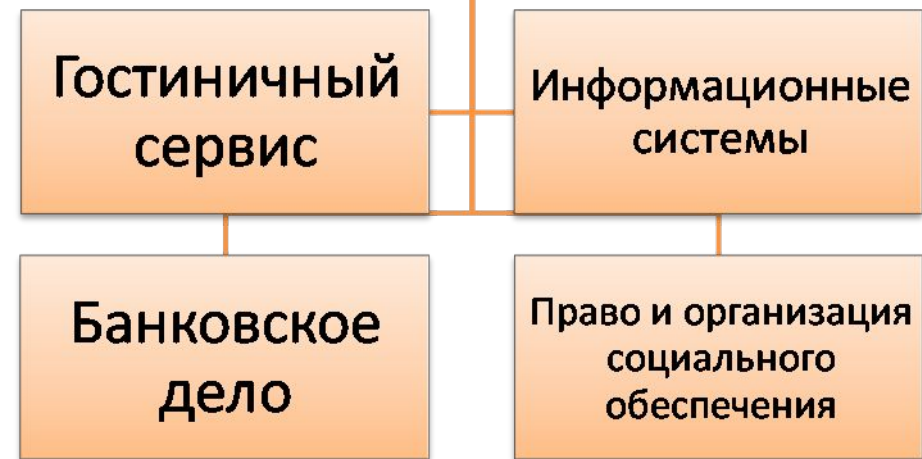 Гостиничный
сервис
Информационные
системы
Банковское
дело
Право и организация
социального
обеспечения